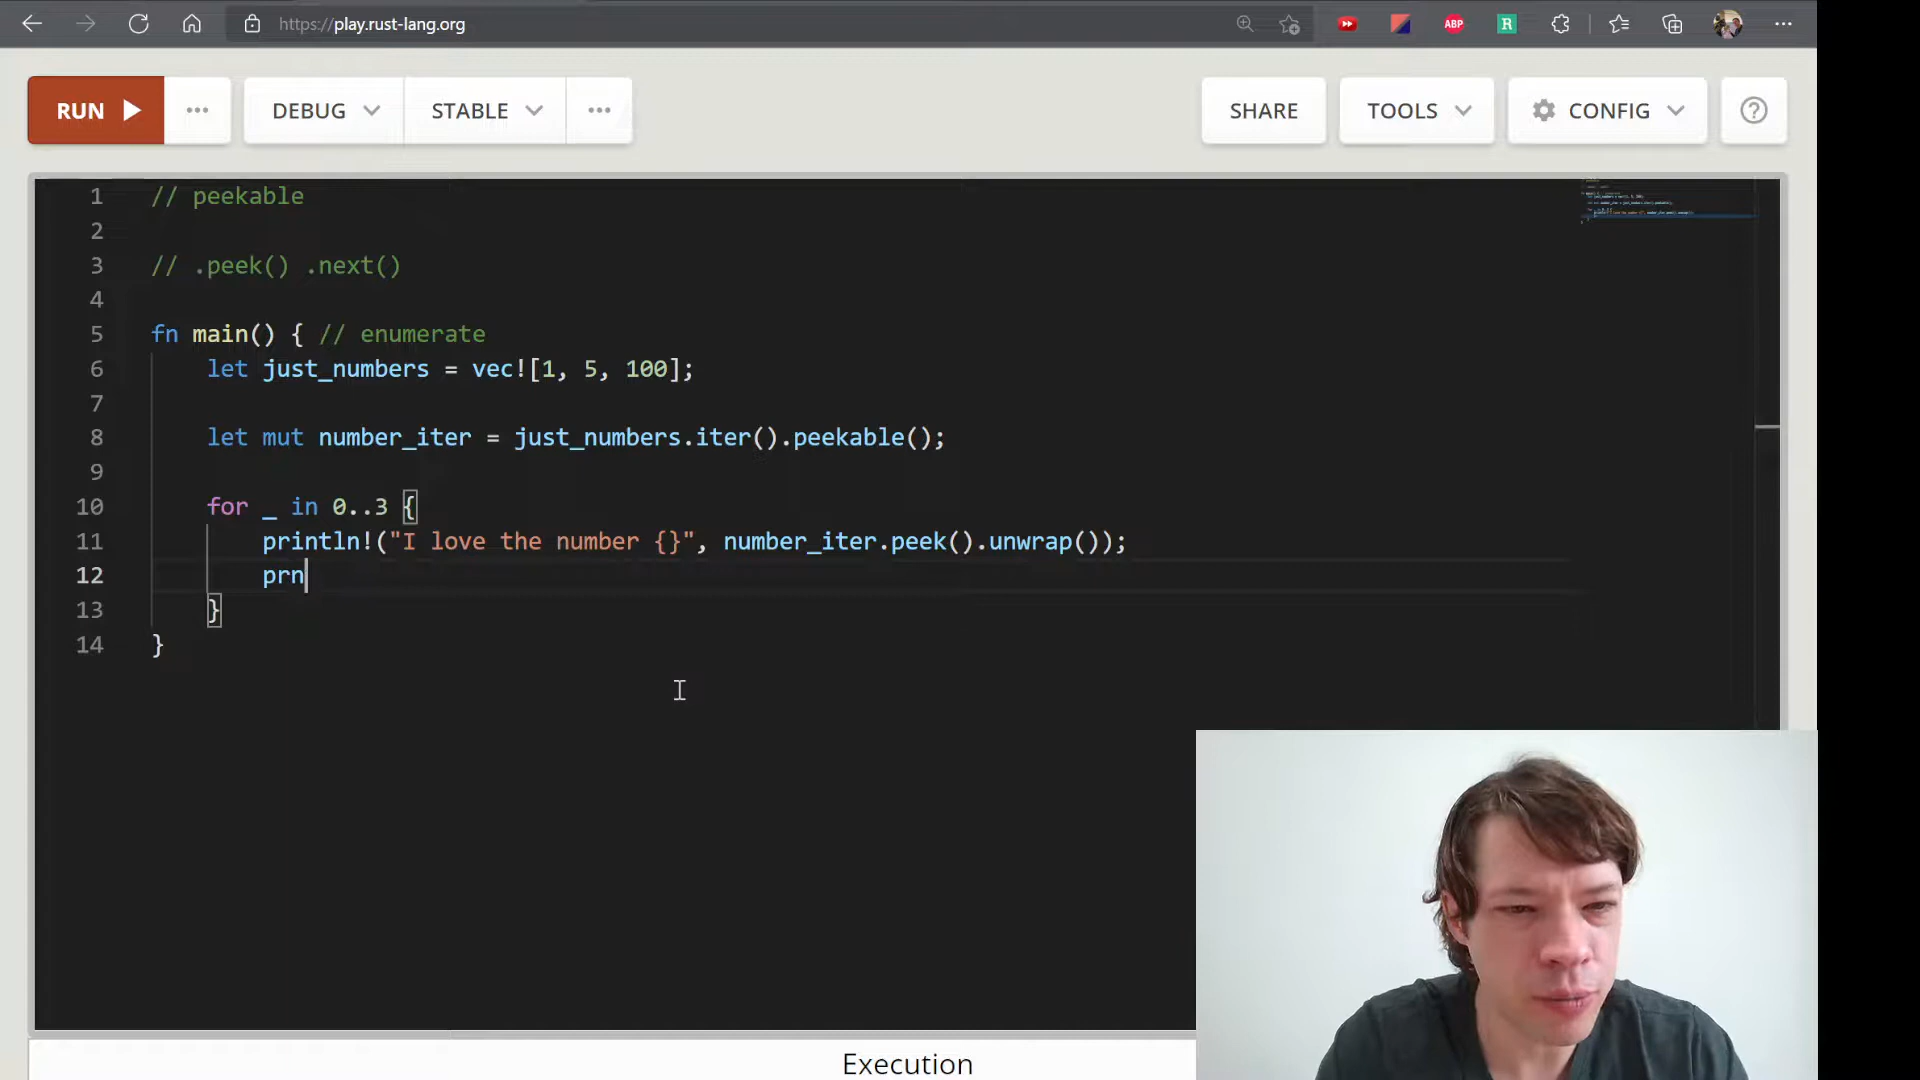 https://play.rust-lang.org
ABP
R
RUN
DEBUG
STABLE
SHARE
TOOLS
CONFIG
1 // peekable
2
3 // .peek() .next()
4
5 fn main() { // enumerate
6 let just_numbers = vec![1, 5, 100];
7
8 let mut number_iter = just_numbers.iter().peekable();
9
10 for _ in 0..3 {
11 println!("I love the number {}", number_iter.peek().unwrap());
12 prn
13 }
14 }
Execution